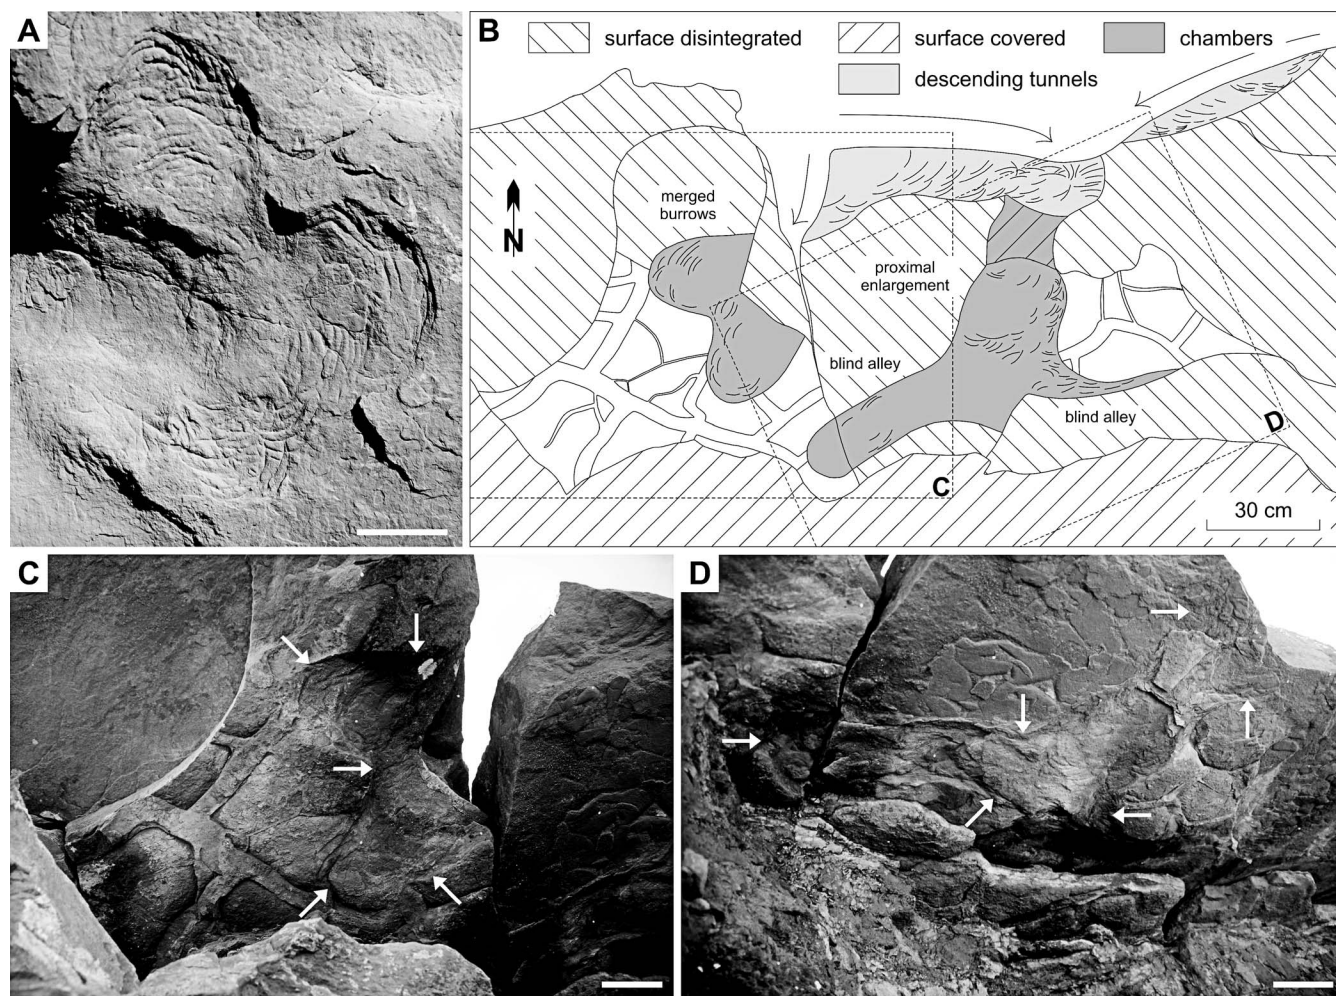 A
B
surface disintegrated
surface covered
chambers
descending tunnels
N
merged
burrows
proximal
enlargement
blind alley
blind alley
D
C
30 cm
C
D